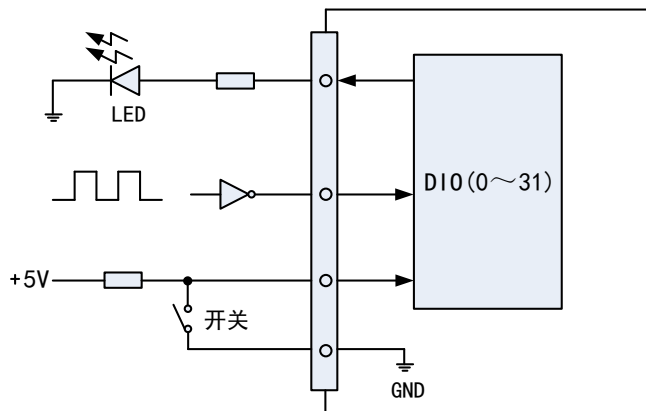 LED
DIO(0～31)
+5V
开关
GND